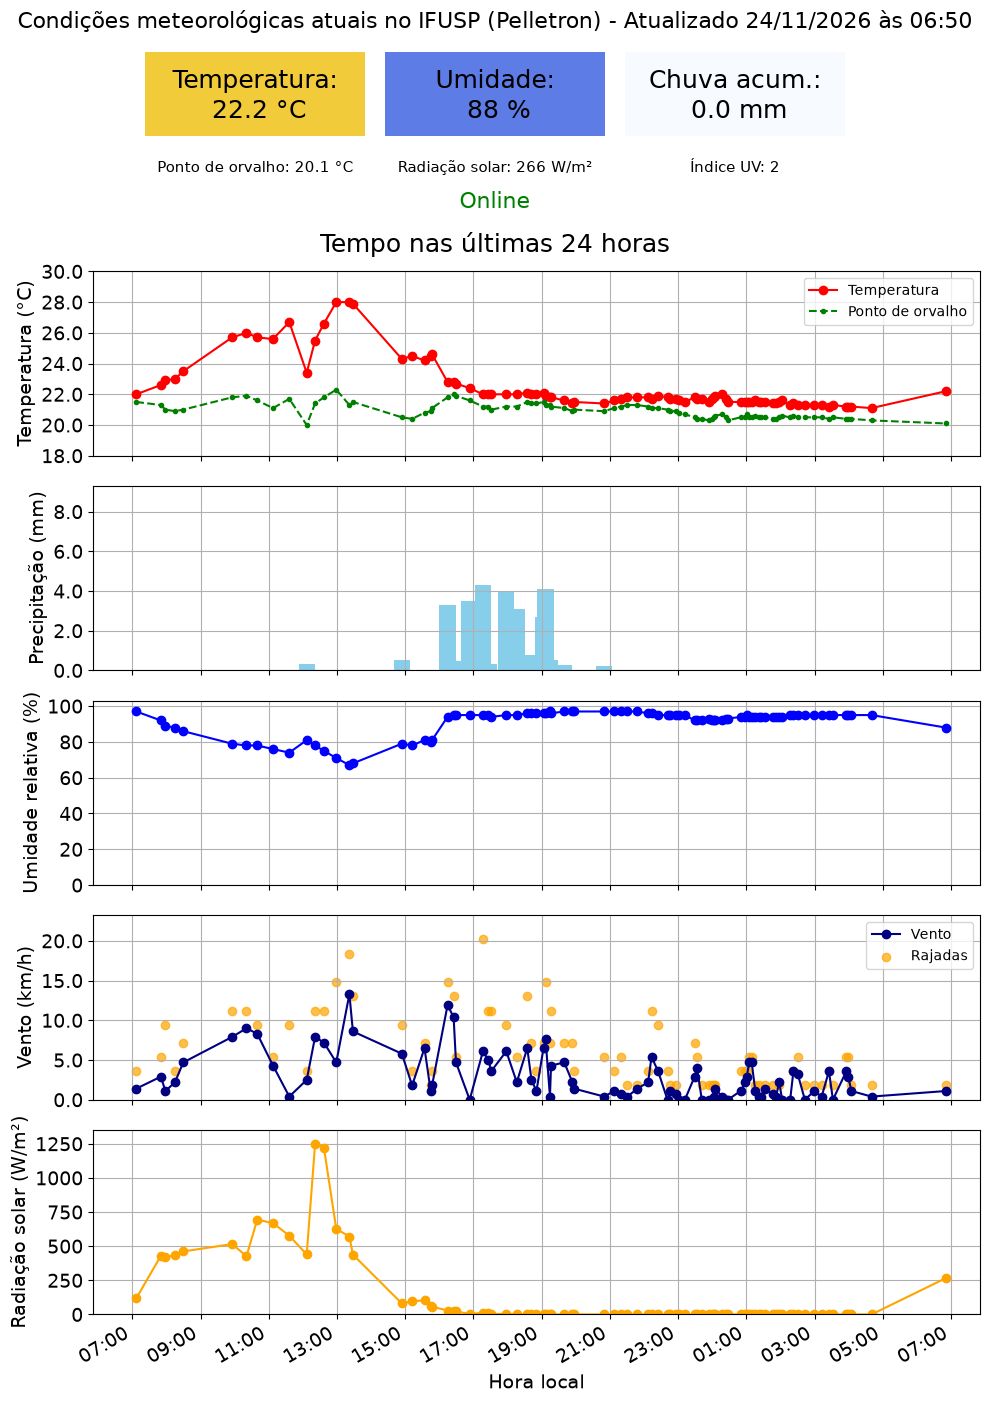 Condições meteorológicas atuais no IFUSP (Pelletron) - Atualizado 24/11/2026 às 06:50
Temperatura:
22.2 °C
Umidade:
88 %
Chuva acum.:
0.0 mm
Ponto de orvalho: 20.1 °C
Radiação solar: 266 W/m²
Índice UV: 2
Online
Tempo nas últimas 24 horas
Temperatura (°C)
30.0
28.0
26.0
24.0
22.0
20.0
18.0
Temperatura
Ponto de orvalho
Precipitação (mm)
8.0
6.0
4.0
2.0
0.0
Umidade relativa (%)
100
80
60
40
20
0
Vento (km/h)
20.0
15.0
10.0
5.0
0.0
Vento
Rajadas
Radiação solar (W/m²)
1250
1000
750
500
250
0
07:00
09:00
11:00
13:00
15:00
17:00
19:00
21:00
23:00
01:00
03:00
05:00
07:00
Hora local